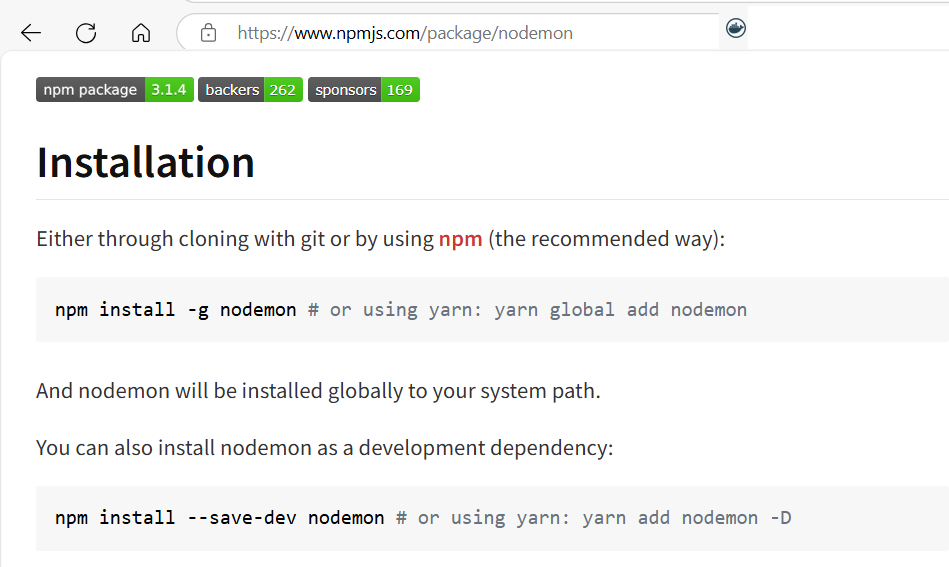 https://www.npmjs.com/package/nodemon
npm package 3.1.4 backers 262 sponsors 169
Installation
Either through cloning with git or by using npm (the recommended way):
npm install -g nodemon # or using yarn: yarn global add nodemon
And nodemon will be installed globally to your system path.
You can also install nodemon as a development dependency:
npm install --save-dev nodemon # or using yarn: yarn add nodemon -D